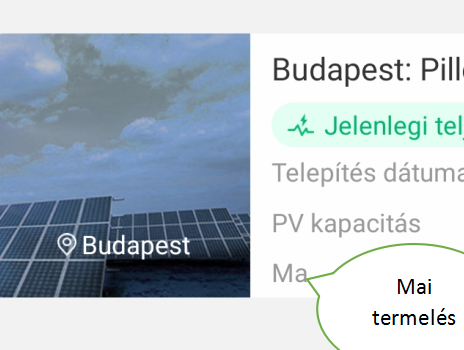 Budapest: Pill
Jelenlegi tel
Telepítés dátuma
PV kapacitás
Ma
Budapest
Mai
termelés